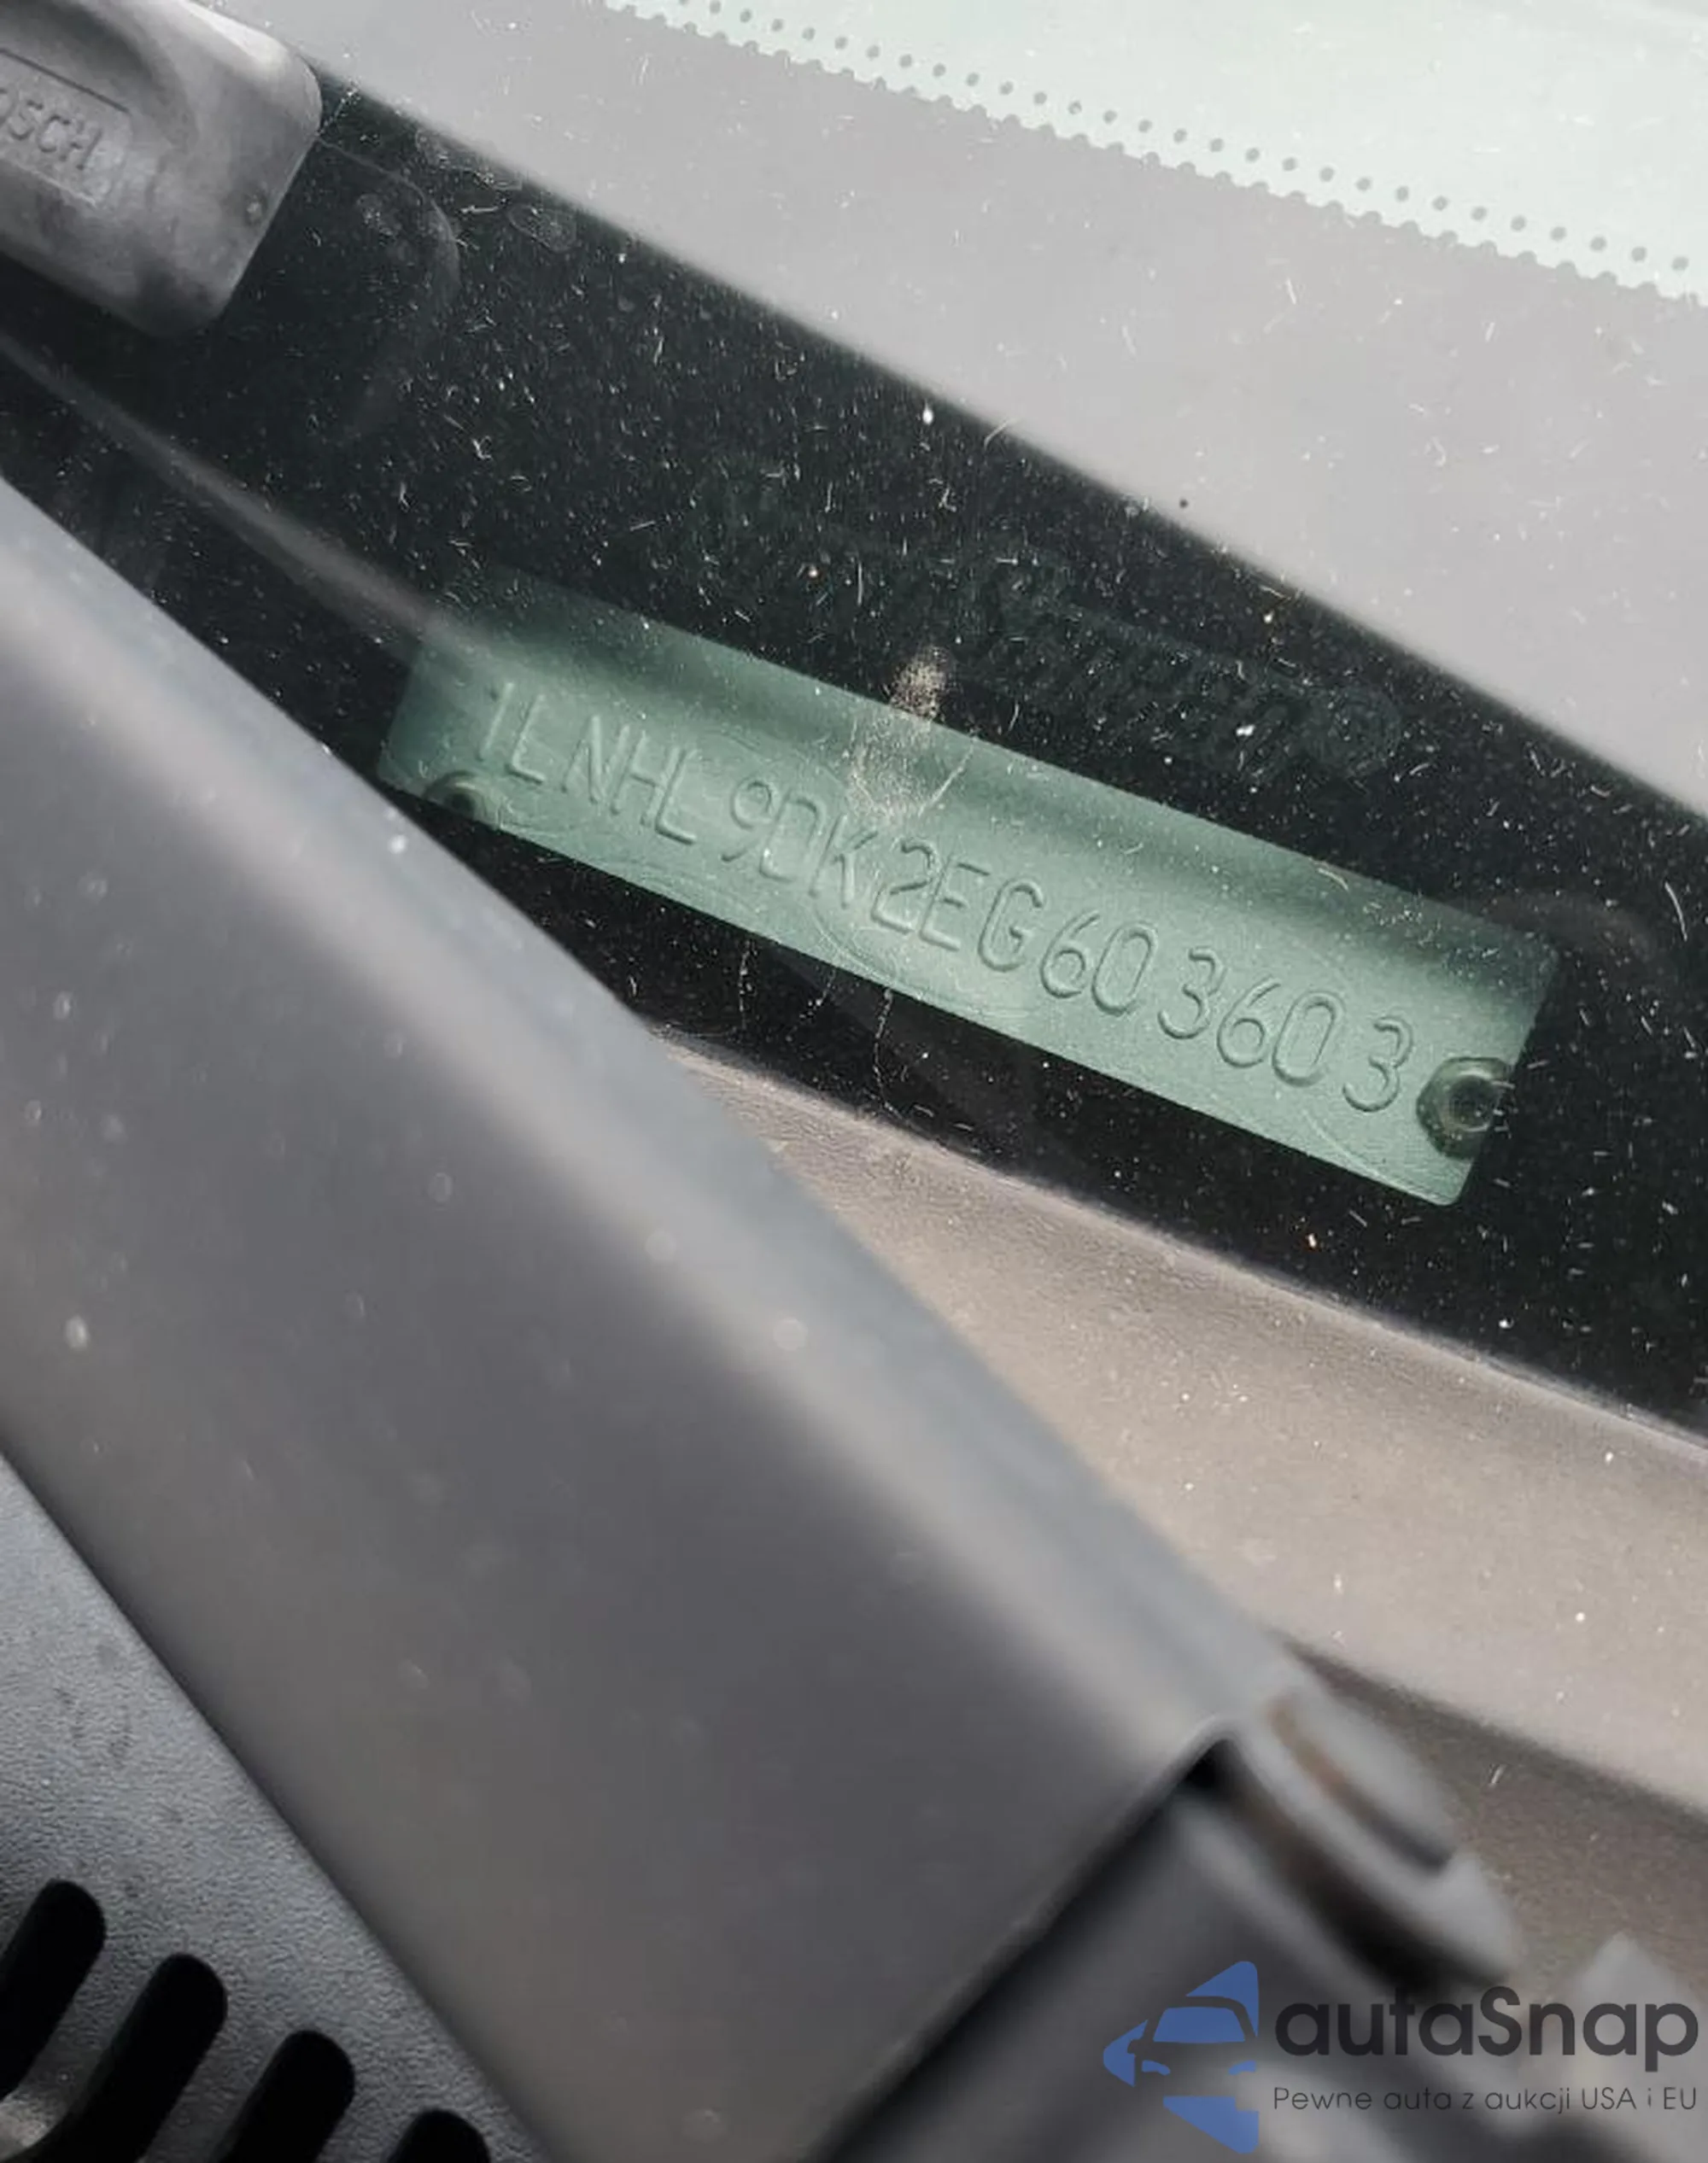 OSCH
1LNHL9DK2EG603603
autaSnap
Pewne auta z aukcji USA i EU